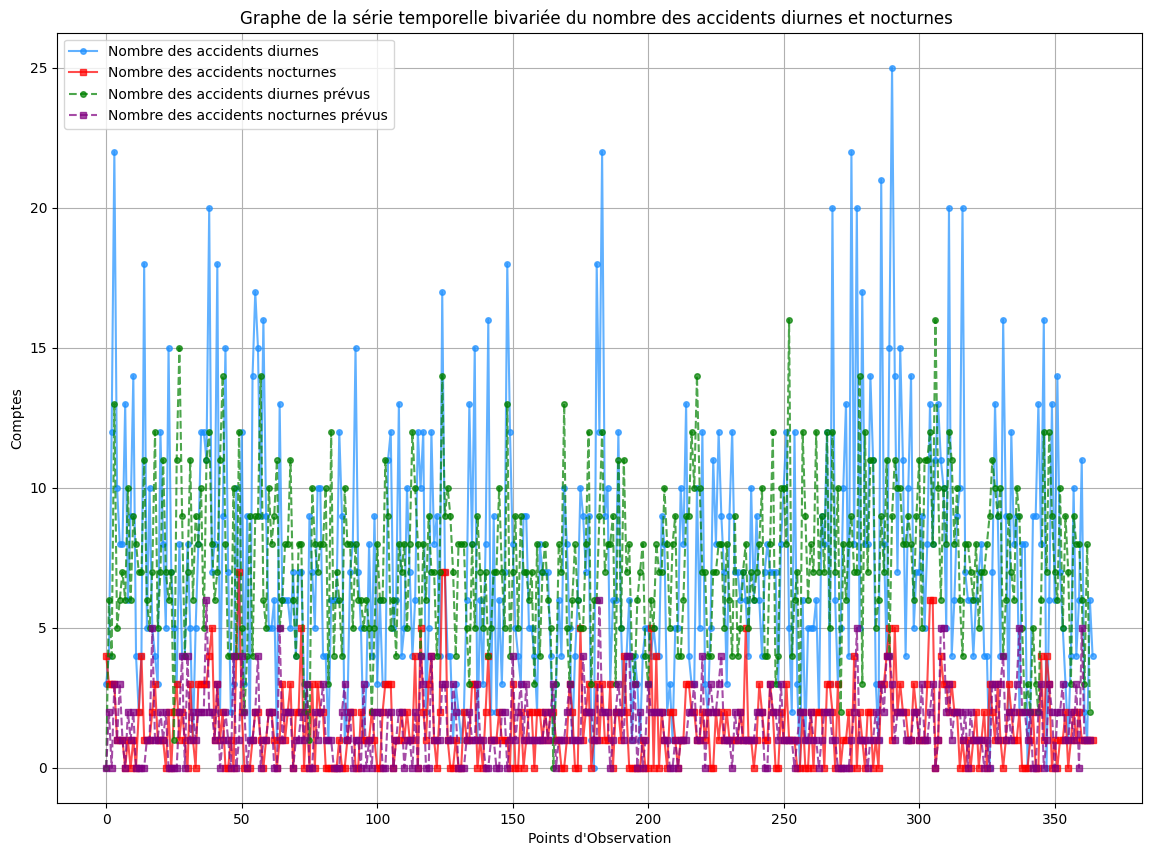 Graphe de la série temporelle bivariée du nombre des accidents diurnes et nocturnes
Nombre des accidents diurnes
Nombre des accidents nocturnes
Nombre des accidents diurnes prévus
Nombre des accidents nocturnes prévus
Comptes
25
20
15
10
5
0
0 50 100 150 200 250 300 350
Points d'Observation